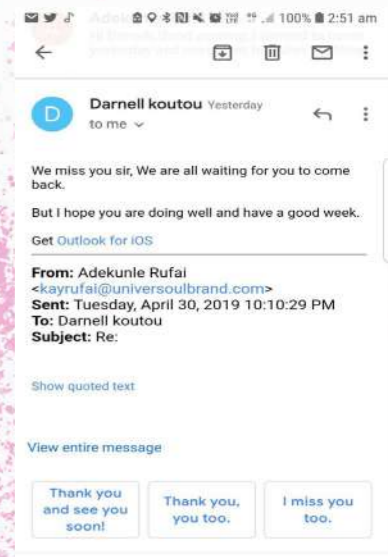 100% 2:51 am
D
Darnell koutou Yesterday
to me
We miss you sir, We are all waiting for you to come
back.
But I hope you are doing well and have a good week.
Get Outlook for iOS
From: Adekunle Rufai
<kayrufai@universoulbrand.com>
Sent: Tuesday, April 30, 2019 10:10:29 PM
To: Darnell koutou
Subject: Re:
Show quoted text
View entire message
Thank you
and see you
soon!
Thank you,
you too.
I miss you
too.